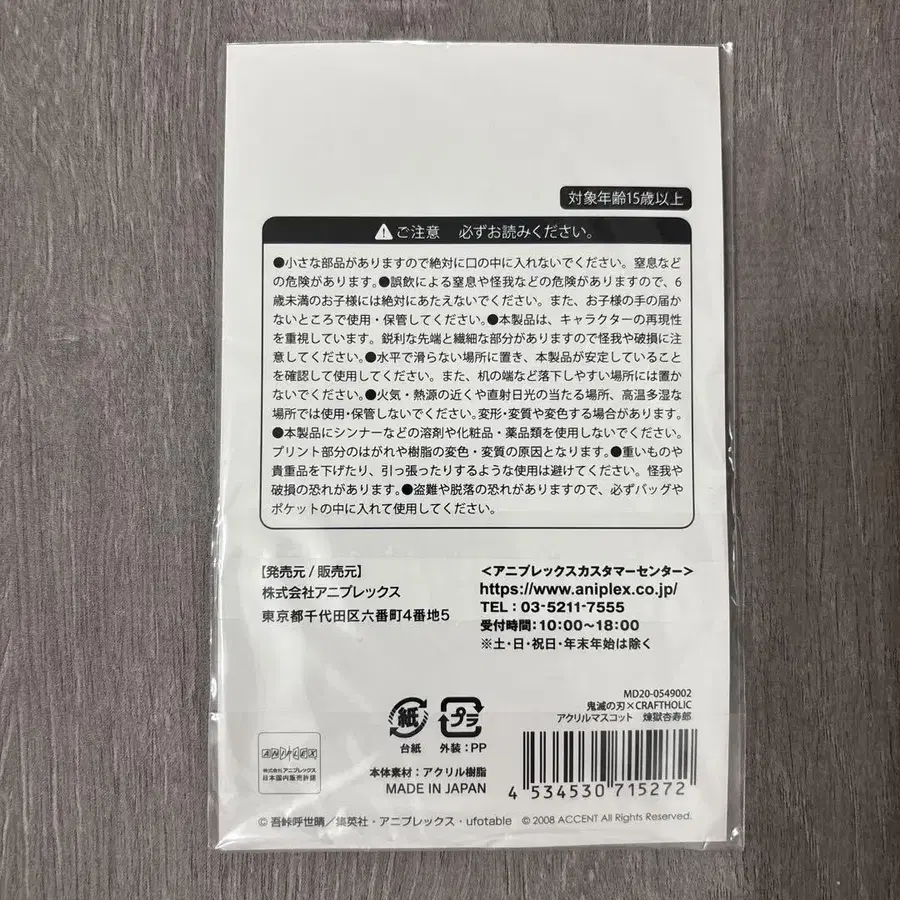 対象年齢15歳以上
ご注意 必ずお読みください。
●小さな部品がありますので絶対に口の中に入れないでください。窒息など
の危険があります。●誤飲による窒息や怪我などの危険がありますので、6
歳未満のお子様には絶対にあたえないでください。また、お子様の手の届か
ないところで使用・保管してください。●本製品は、キャラクターの再現性
を重視しています。鋭利な先端と繊細な部分がありますので怪我や破損に注
意してください。●水平で滑らない場所に置き、本製品が安定していること
を確認して使用してください。また、机の端など落下しやすい場所には置か
ないでください。●火気・熱源の近くや直射日光の当たる場所、高温多湿な
場所では使用・保管しないでください。変形・変質や変色する場合があります。
●本製品にシンナーなどの溶剤や化粧品・薬品類を使用しないでください。
プリント部分のはがれや樹脂の変色・変質の原因となります。●重いものや
貴重品を下げたり、引っ張ったりするような使用は避けてください。怪我や
破損の恐れがあります。●盗難や脱落の恐れがありますので、必ずバッグや
ポケットの中に入れて使用してください。
【発売元/販売元】
株式会社アニプレックス
東京都千代田区六番町4番地5
<アニプレックスカスタマーセンター>
https://www.aniplex.co.jp/
TEL:03-5211-7555
受付時間:10:00〜18:00
※土・日・祝日・年末年始は除く
MD20-0549002
鬼滅の刃×CRAFTHOLIC
アクリルマスコット 煉獄杏寿郎
紙
台紙
プラ
外装:PP
本体素材:アクリル樹脂
MADE IN JAPAN
ANIPLEX
株式会社アニプレックス
日本国内販売許諾
4 534530 715272
© 吾峠呼世晴/集英社・アニプレックス・ufotable © 2008 ACCENT All Rights Reserved.